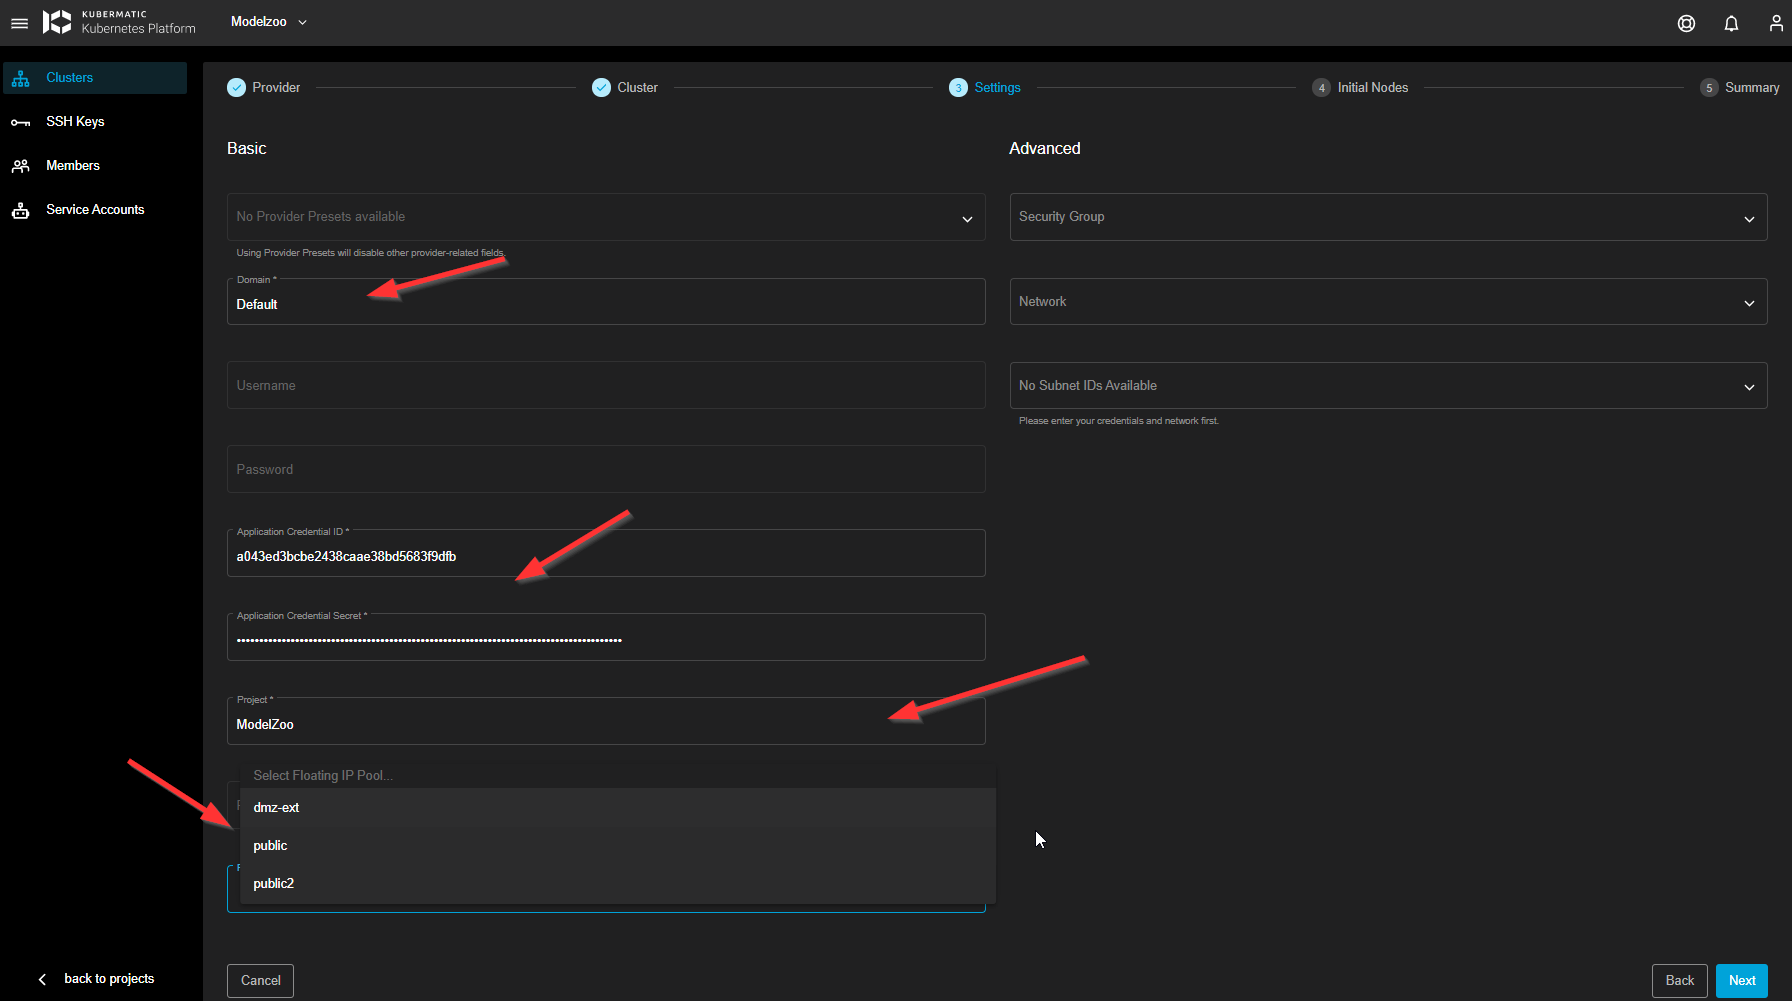 KUBERMATIC
Kubernetes Platform
Modelzoo
Clusters
SSH Keys
Members
Service Accounts
back to projects
Provider
Cluster
3 Settings
4 Initial Nodes
5 Summary
Basic
No Provider Presets available
Using Provider Presets will disable other provider-related fields.
Domain *
Default
Username
Password
Application Credential ID *
a043ed3bcbe2438caae38bd5683f9dfb
Application Credential Secret *
Project *
ModelZoo
Select Floating IP Pool...
dmz-ext
public
public2
Advanced
Security Group
Network
No Subnet IDs Available
Please enter your credentials and network first.
Cancel
Back
Next